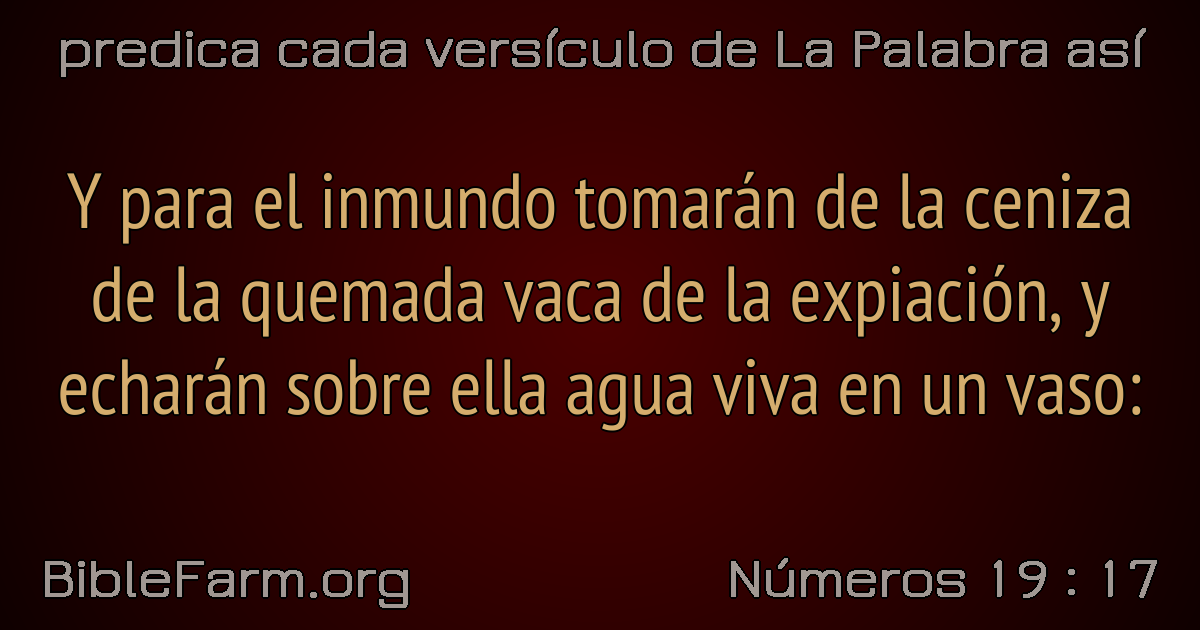 predica cada versículo de La Palabra así
Y para el inmundo tomarán de la ceniza
de la quemada vaca de la expiación, y
echarán sobre ella agua viva en un vaso:
BibleFarm.org
Números 19 : 17